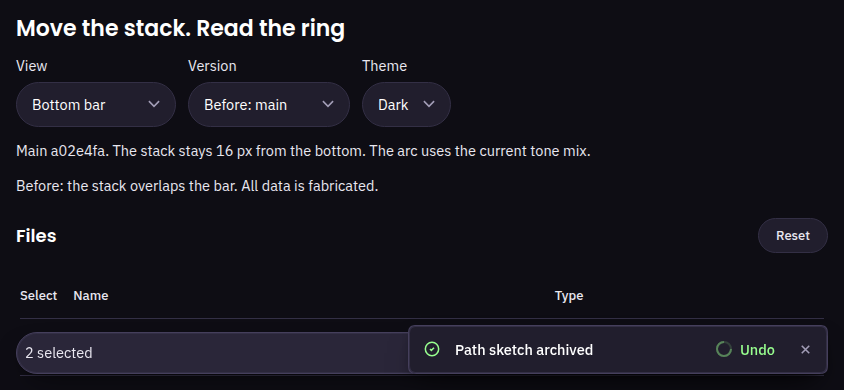 Move the stack. Read the ring
View Version Theme
Bottom bar Before: main Dark
Main a02e4fa. The stack stays 16 px from the bottom. The arc uses the current tone mix.
Before: the stack overlaps the bar. All data is fabricated.
Files Reset
Select Name Type
2 selected Path sketch archived Undo